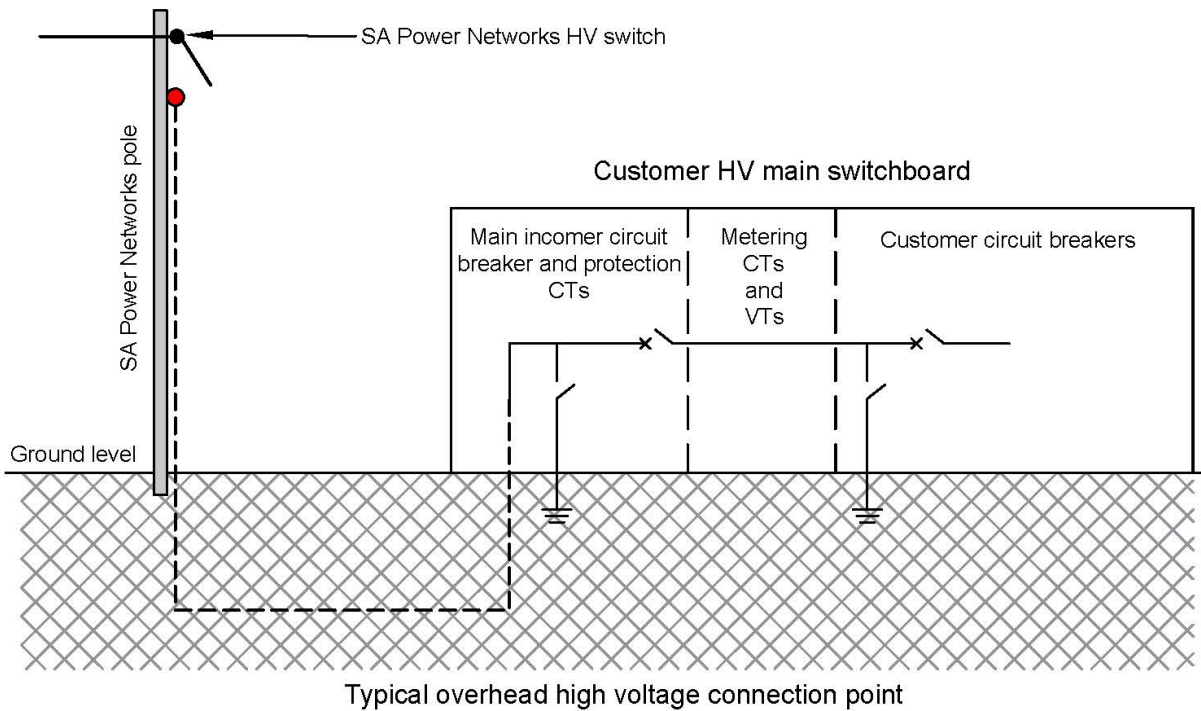 SA Power Networks HV switch
SA Power Networks pole
Customer HV main switchboard
Main incomer circuit
breaker and protection
CTs
Metering
CTs
and
VTs
Customer circuit breakers
Ground level
Typical overhead high voltage connection point